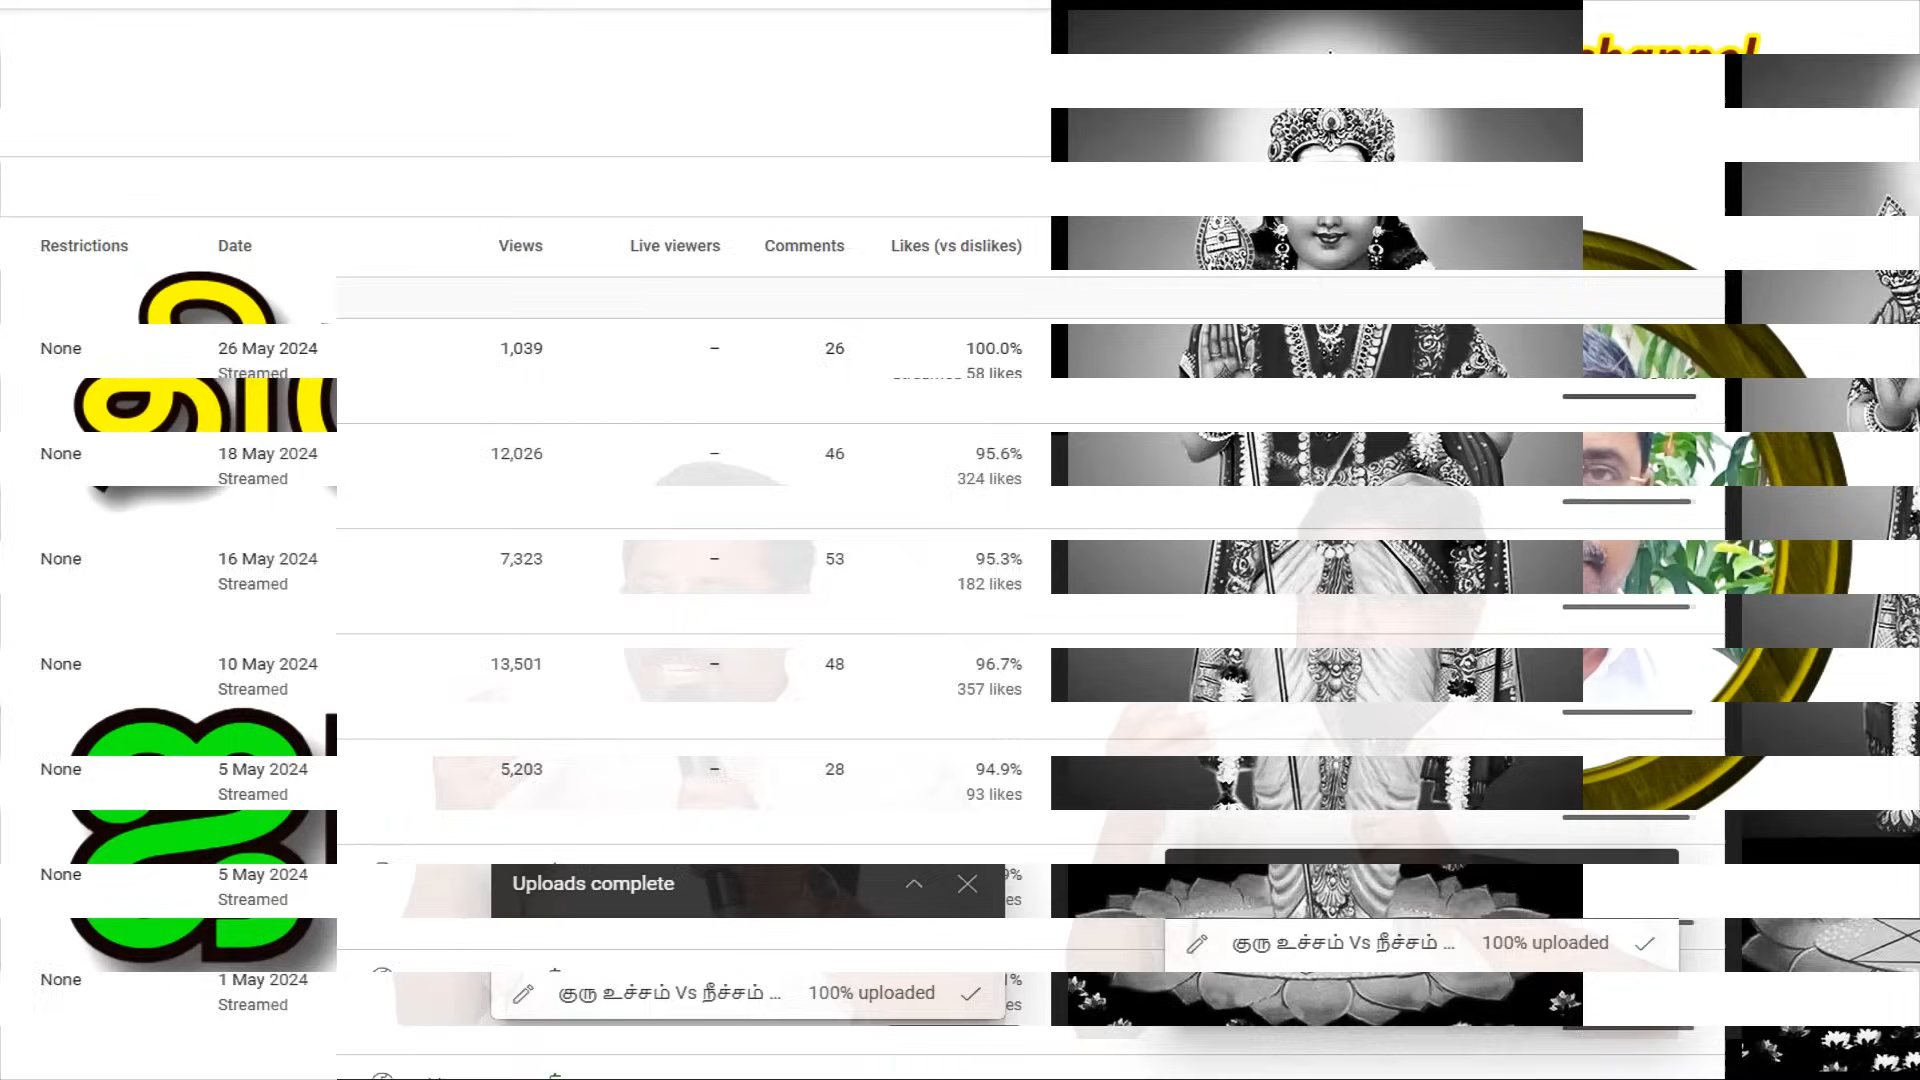 channel
Restrictions Date Views Live viewers Comments Likes (vs dislikes)
None 26 May 2024 1,039 – 26 100.0%
Streamed 58 likes
None 18 May 2024 12,026 – 46 95.6%
Streamed 324 likes
None 16 May 2024 7,323 – 53 95.3%
Streamed 182 likes
None 10 May 2024 13,501 – 48 96.7%
Streamed 357 likes
None 5 May 2024 5,203 – 28 94.9%
Streamed 93 likes
None 5 May 2024
Streamed
Uploads complete
குரு உச்சம் Vs நீச்சம் ... 100% uploaded
None 1 May 2024
Streamed
குரு உச்சம் Vs நீச்சம் ... 100% uploaded